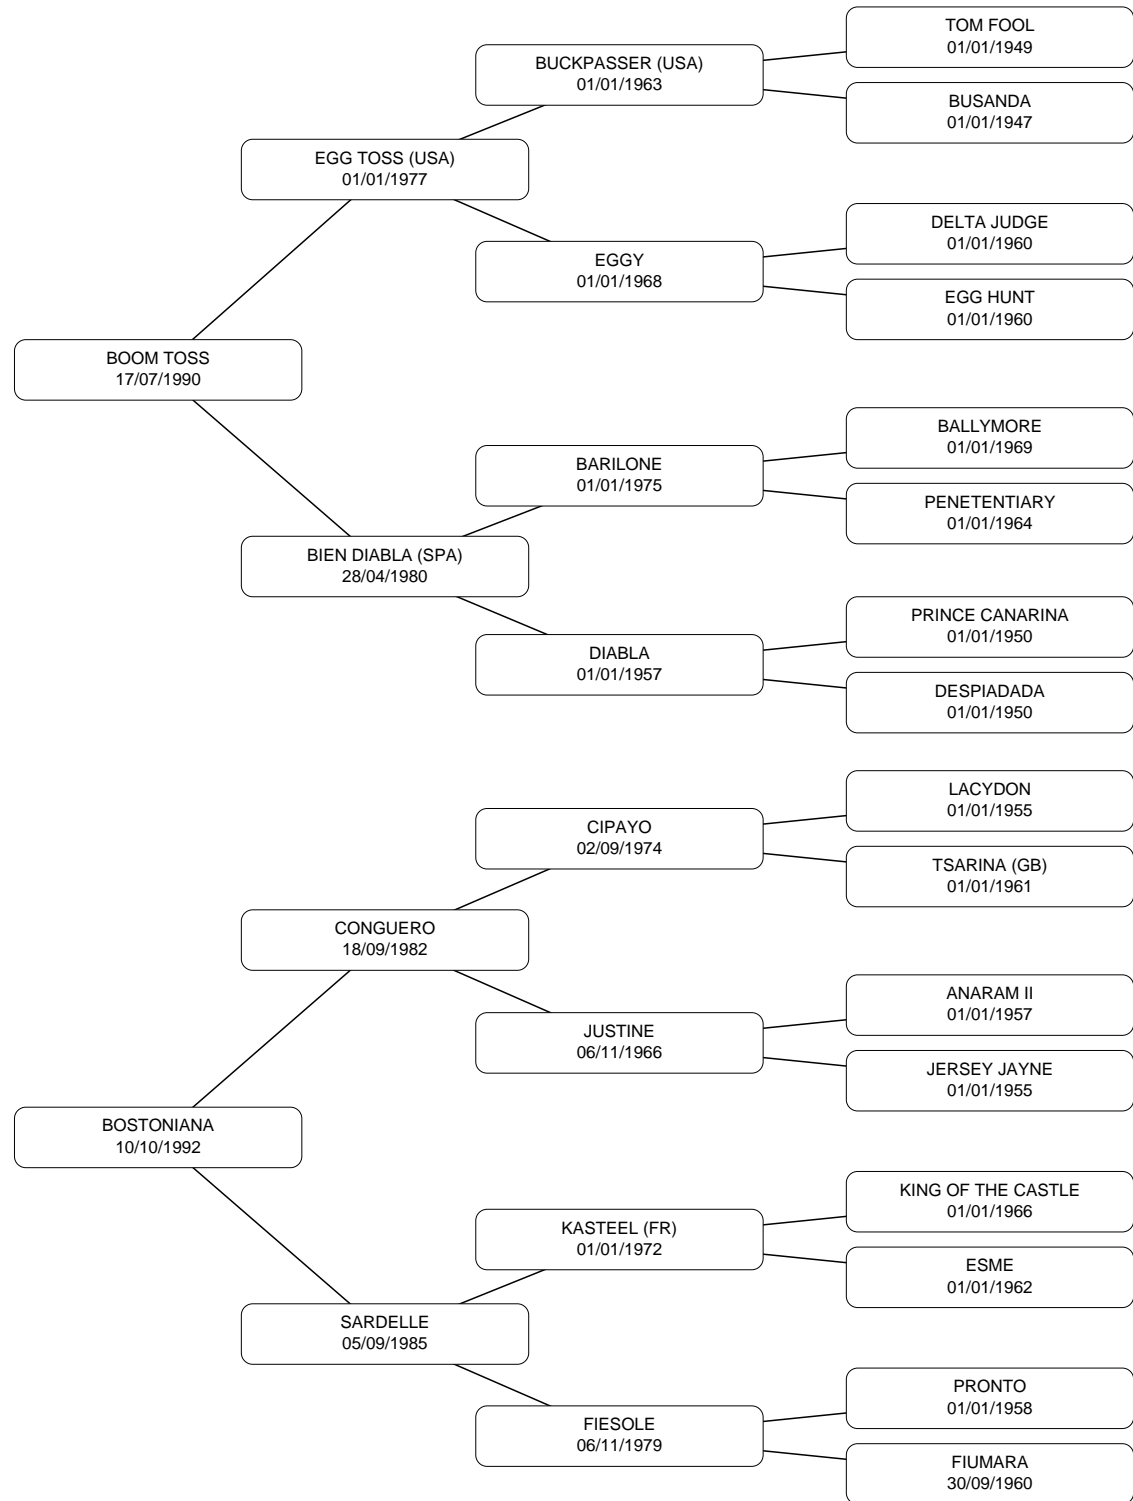 TOM FOOL
01/01/1949
BUCKPASSER (USA)
01/01/1963
BUSANDA
01/01/1947
EGG TOSS (USA)
01/01/1977
DELTA JUDGE
01/01/1960
EGGY
01/01/1968
EGG HUNT
01/01/1960
BOOM TOSS
17/07/1990
BALLYMORE
01/01/1969
BARILONE
01/01/1975
PENETENTIARY
01/01/1964
BIEN DIABLA (SPA)
28/04/1980
PRINCE CANARINA
01/01/1950
DIABLA
01/01/1957
DESPIADADA
01/01/1950
LACYDON
01/01/1955
CIPAYO
02/09/1974
TSARINA (GB)
01/01/1961
CONGUERO
18/09/1982
ANARAM II
01/01/1957
JUSTINE
06/11/1966
JERSEY JAYNE
01/01/1955
BOSTONIANA
10/10/1992
KING OF THE CASTLE
01/01/1966
KASTEEL (FR)
01/01/1972
ESME
01/01/1962
SARDELLE
05/09/1985
PRONTO
01/01/1958
FIESOLE
06/11/1979
FIUMARA
30/09/1960